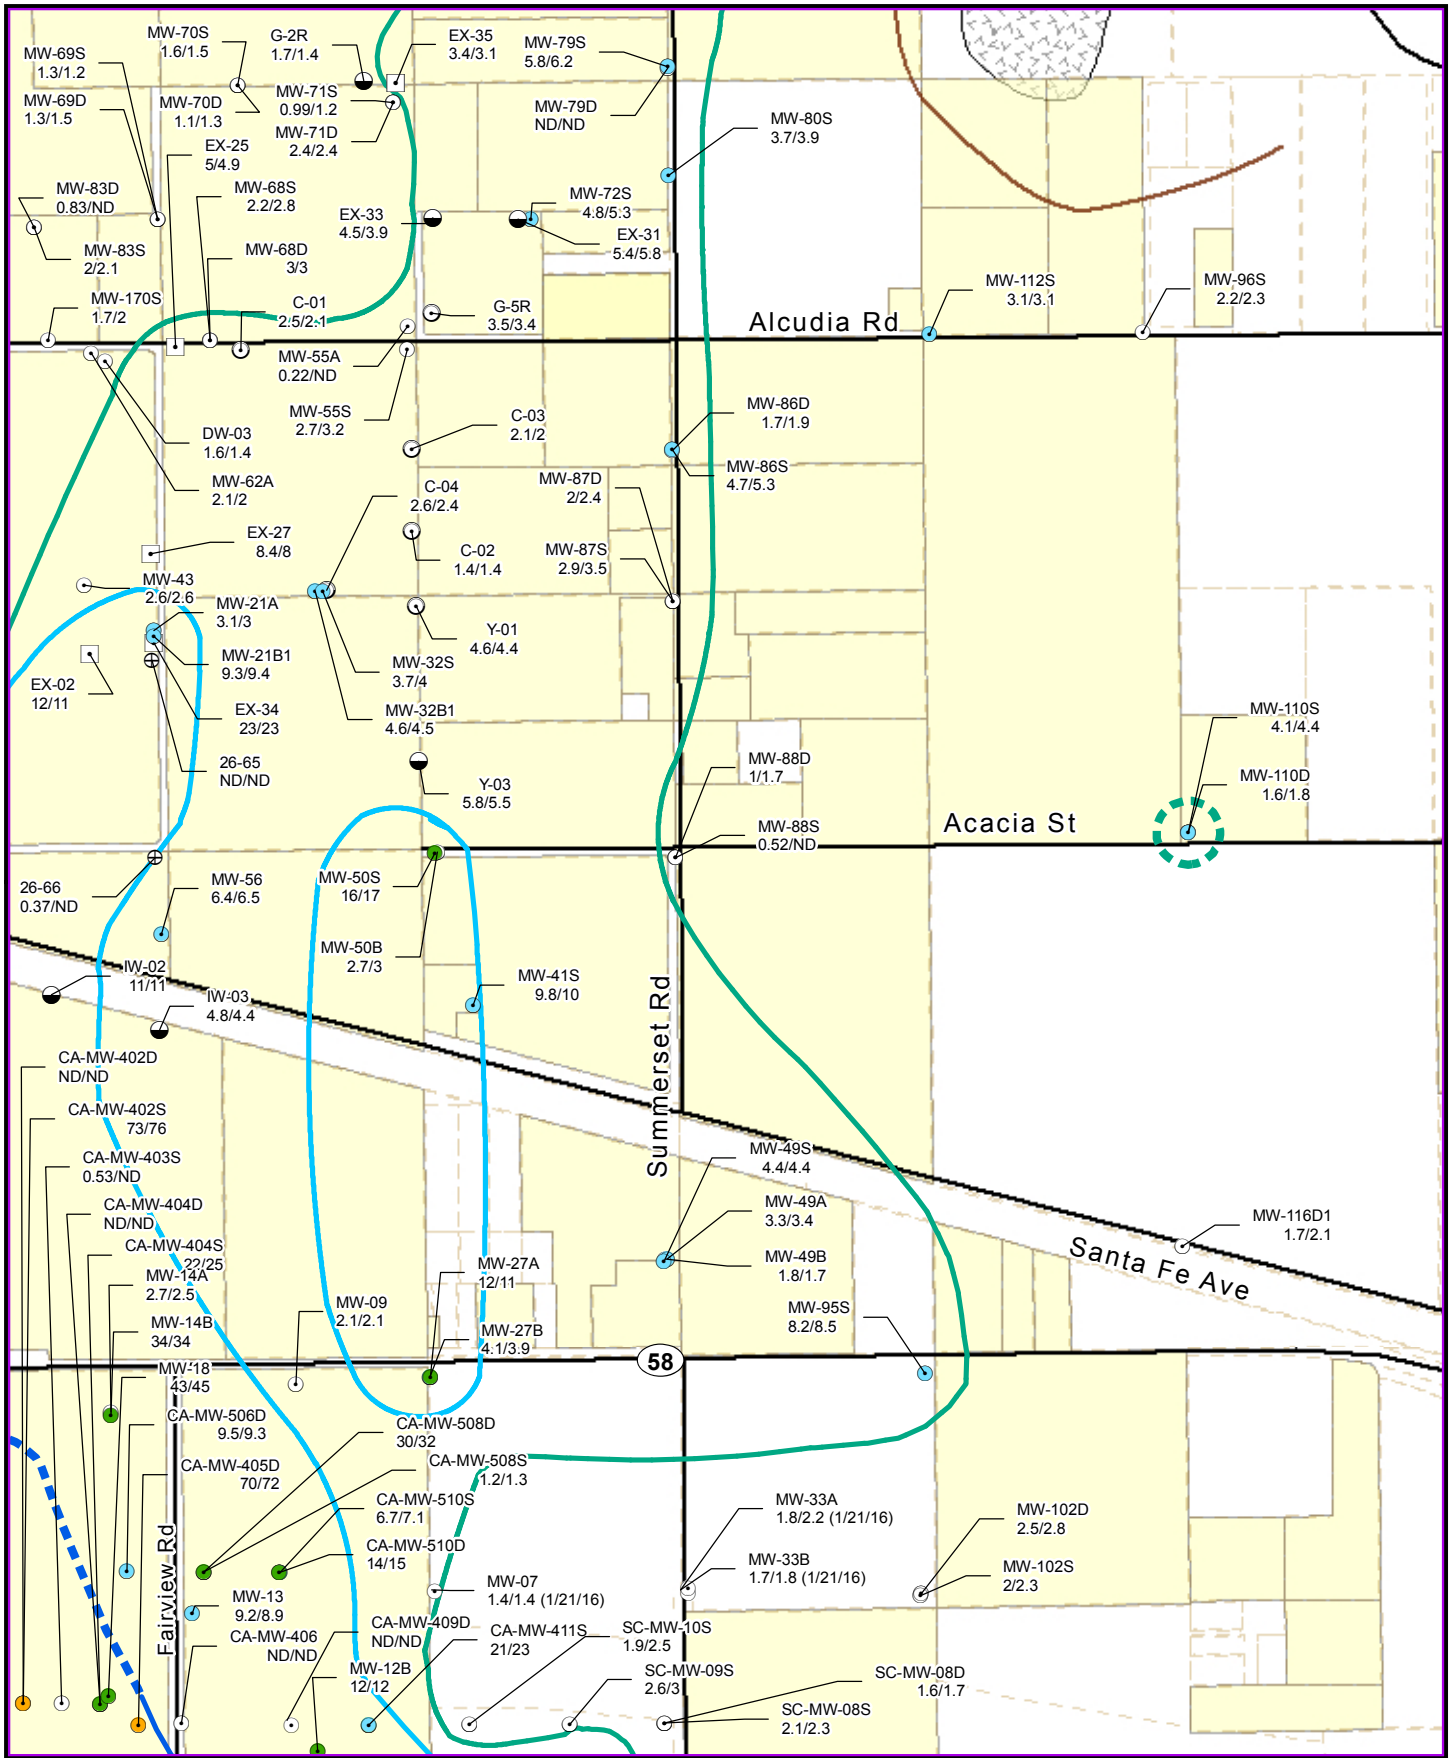 MW-70S
1.6/1.5
G-2R
1.7/1.4
EX-35
3.4/3.1
MW-79S
5.8/6.2
MW-69S
1.3/1.2
MW-69D
1.3/1.5
MW-70D
1.1/1.3
MW-71S
0.99/1.2
MW-71D
2.4/2.4
MW-79D
ND/ND
MW-80S
3.7/3.9
EX-25
5/4.9
MW-83D
0.83/ND
MW-68S
2.2/2.8
EX-33
4.5/3.9
MW-72S
4.8/5.3
EX-31
5.4/5.8
MW-83S
2/2.1
MW-68D
3/3
MW-112S
3.1/3.1
MW-96S
2.2/2.3
MW-170S
1.7/2
C-01
2.5/2.1
G-5R
3.5/3.4
Alcudia Rd
MW-55A
0.22/ND
MW-55S
2.7/3.2
C-03
2.1/2
MW-86D
1.7/1.9
DW-03
1.6/1.4
MW-86S
4.7/5.3
MW-62A
2.1/2
C-04
2.6/2.4
MW-87D
2/2.4
EX-27
8.4/8
C-02
1.4/1.4
MW-87S
2.9/3.5
MW-43
2.6/2.6
MW-21A
3.1/3
Y-01
4.6/4.4
MW-21B1
9.3/9.4
MW-32S
3.7/4
EX-02
12/11
EX-34
23/23
MW-32B1
4.6/4.5
MW-110S
4.1/4.4
26-65
ND/ND
MW-88D
1/1.7
MW-110D
1.6/1.8
Y-03
5.8/5.5
Acacia St
MW-88S
0.52/ND
26-66
0.37/ND
MW-56
6.4/6.5
MW-50S
16/17
MW-50B
2.7/3
IW-02
11/11
MW-41S
9.8/10
IW-03
4.8/4.4
Summerset Rd
CA-MW-402D
ND/ND
CA-MW-402S
73/76
CA-MW-403S
0.53/ND
MW-49S
4.4/4.4
CA-MW-404D
ND/ND
MW-49A
3.3/3.4
MW-116D1
1.7/2.1
CA-MW-404S
22/25
MW-49B
1.8/1.7
Santa Fe Ave
MW-14A
2.7/2.5
MW-27A
12/11
MW-09
2.1/2.1
MW-95S
8.2/8.5
MW-14B
34/34
MW-27B
4.1/3.9
58
MW-18
43/45
CA-MW-506D
9.5/9.3
CA-MW-508D
30/32
CA-MW-405D
70/72
CA-MW-508S
1.2/1.3
CA-MW-510S
6.7/7.1
MW-33A
1.8/2.2 (1/21/16)
MW-102D
2.5/2.8
Fairview Rd
CA-MW-510D
14/15
MW-33B
1.7/1.8 (1/21/16)
MW-102S
2/2.3
MW-07
1.4/1.4 (1/21/16)
MW-13
9.2/8.9
CA-MW-406
ND/ND
CA-MW-409D
ND/ND
CA-MW-411S
21/23
SC-MW-10S
1.9/2.5
MW-12B
12/12
SC-MW-09S
2.6/3
SC-MW-08D
1.6/1.7
SC-MW-08S
2.1/2.3